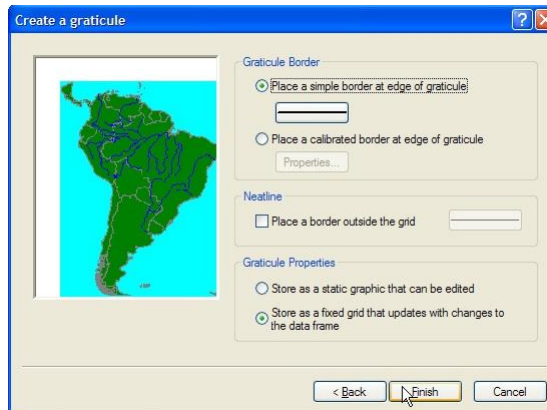 Create a graticule
Graticule Border
Place a simple border at edge of graticule
Place a calibrated border at edge of graticule
Properties...
Neatline
Place a border outside the grid
Graticule Properties
Store as a static graphic that can be edited
Store as a fixed grid that updates with changes to
the data frame
< Back
Finish
Cancel